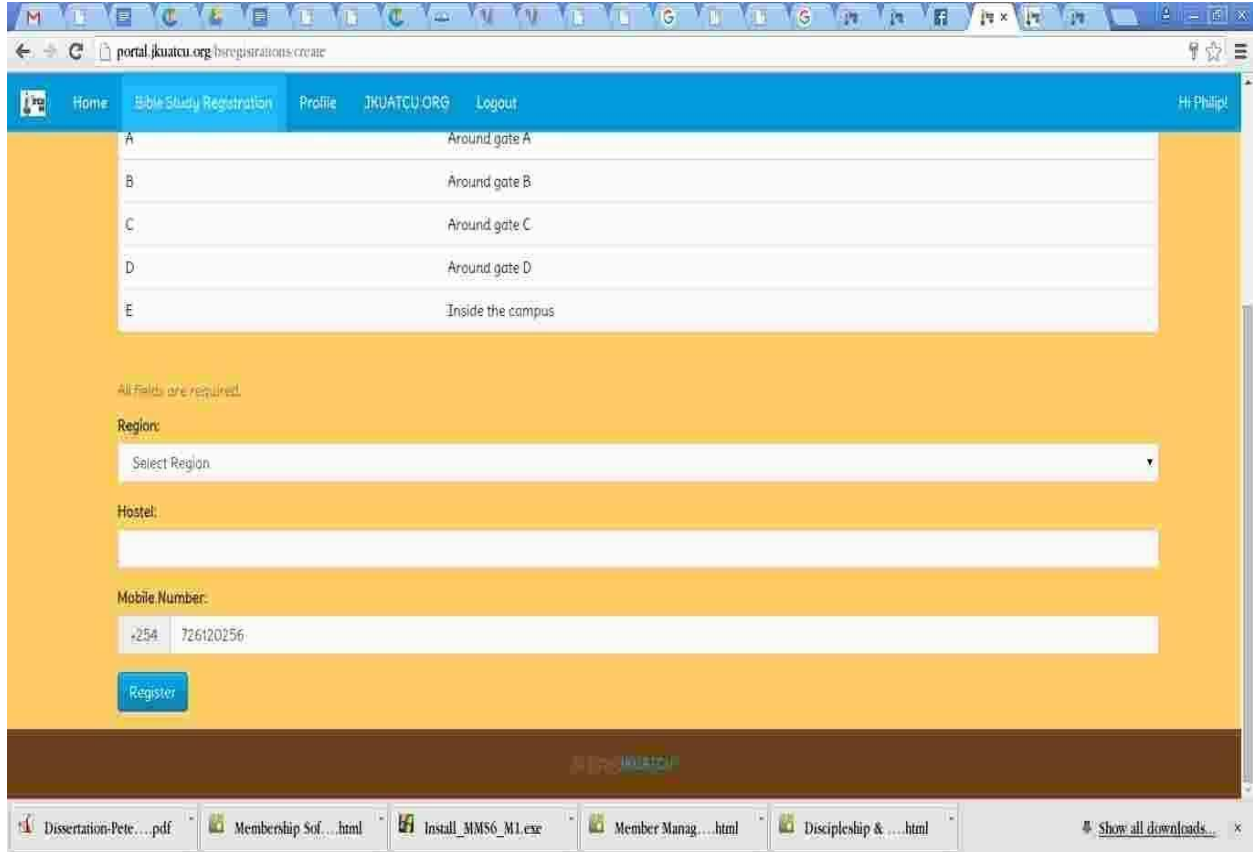 portal.jkuatcu.org/bsregistrations/create
Home Bible Study Registration Profile JKUATCU.ORG Logout Hi Philip!
A Around gate A
B Around gate B
C Around gate C
D Around gate D
E Inside the campus
All fields are required.
Region:
Select Region
Hostel:
Mobile Number:
+254 726120256
Register
JKUATCU
Dissertation-Pete....pdf Membership Sof....html Install_MMS6_M1.exe Member Manag....html Discipleship & ....html Show all downloads...